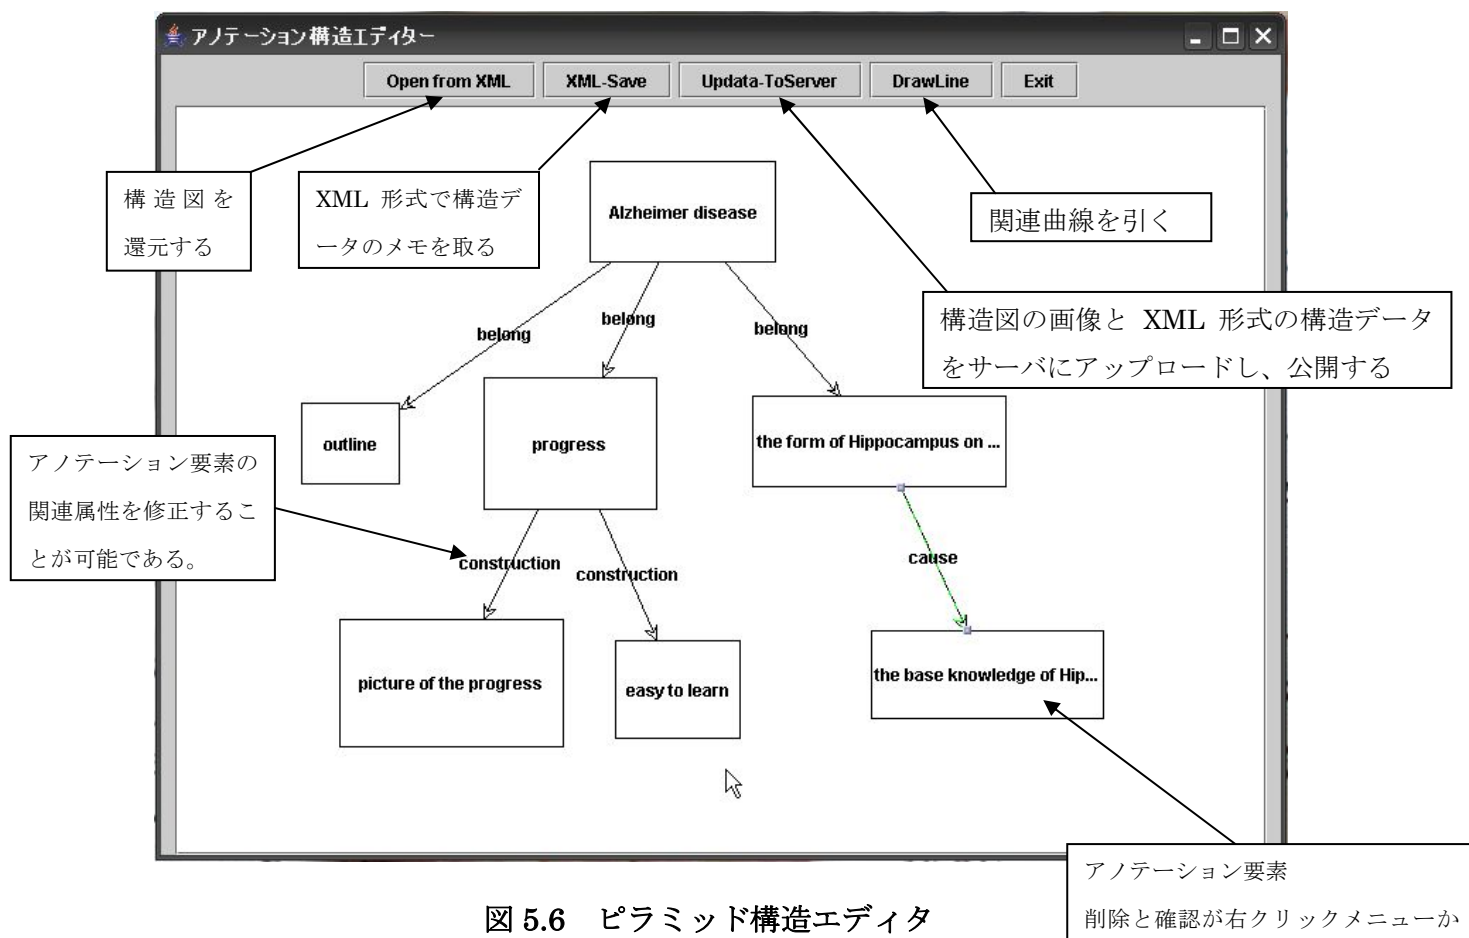 アノテーション構造エディター
Open from XML XML-Save Updata-ToServer DrawLine Exit
構造図を
還元する
XML 形式で構造デ
ータのメモを取る
Alzheimer disease
関連曲線を引く
構造図の画像と XML 形式の構造データ
をサーバにアップロードし、公開する
belong
belong
belong
outline
progress
the form of Hippocampus on ...
アノテーション要素の
関連属性を修正するこ
とが可能である。
construction
construction
cause
picture of the progress
easy to learn
the base knowledge of Hip...
アノテーション要素
削除と確認が右クリックメニューか
図 5.6 ピラミッド構造エディタ